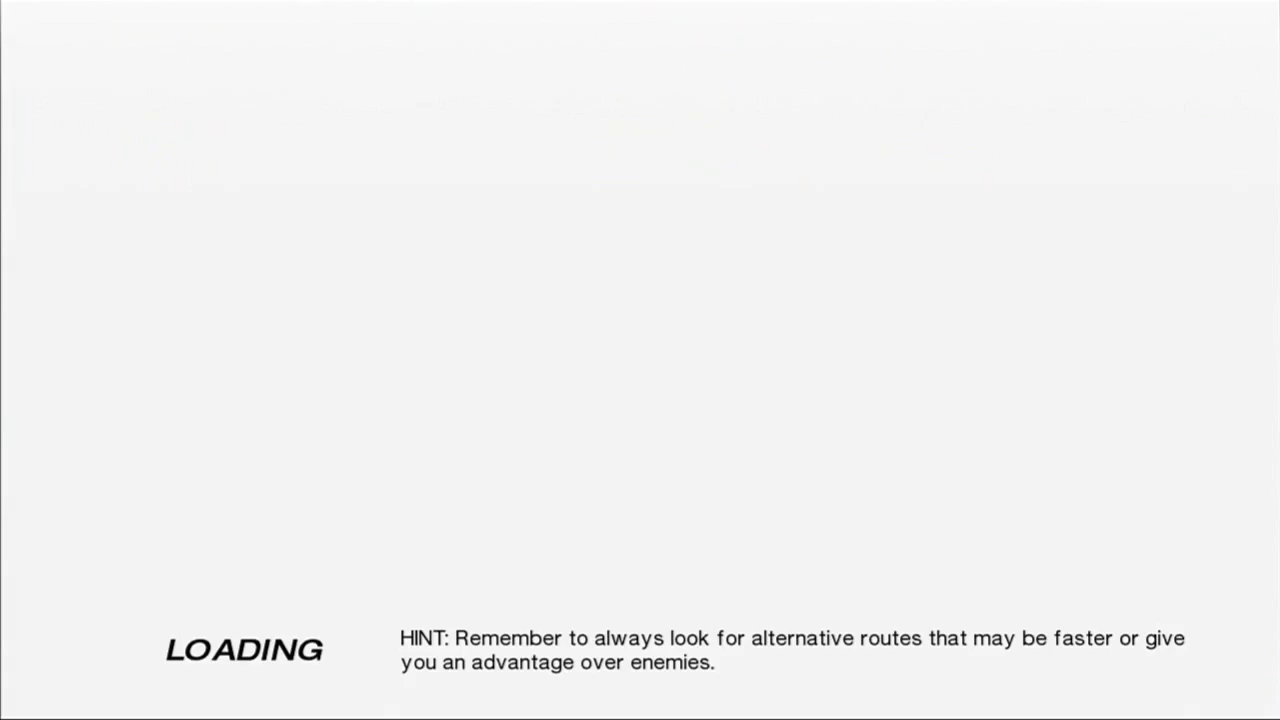 LOADING
HINT: Remember to always look for alternative routes that may be faster or give
you an advantage over enemies.